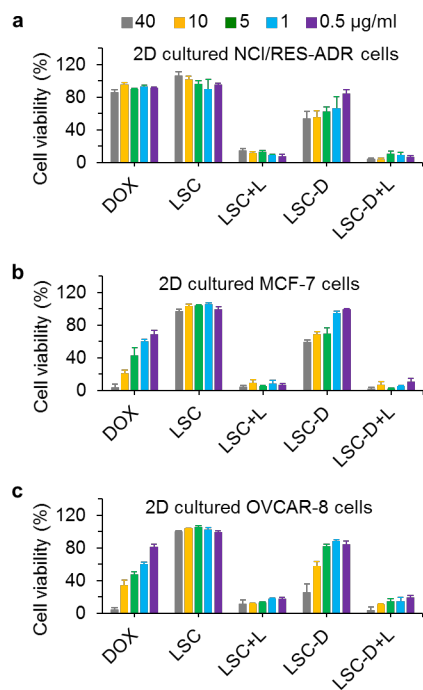 a
40 10 5 1 0.5 µg/ml
2D cultured NCI/RES-ADR cells
Cell viability (%)
120
80
40
0
DOX LSC LSC+L LSC-D LSC-D+L
b
2D cultured MCF-7 cells
Cell viability (%)
120
80
40
0
DOX LSC LSC+L LSC-D LSC-D+L
c
2D cultured OVCAR-8 cells
Cell viability (%)
120
80
40
0
DOX LSC LSC+L LSC-D LSC-D+L